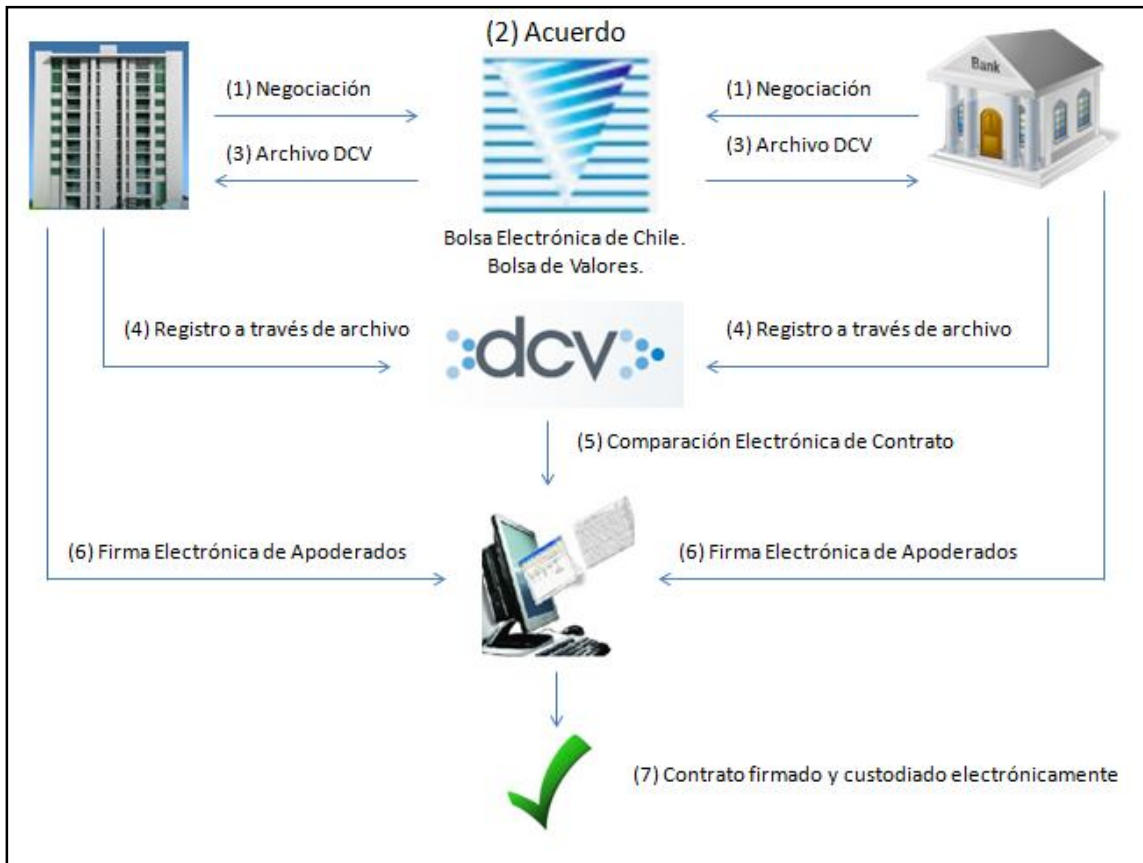 (2) Acuerdo
Bank
(1) Negociación
(1) Negociación
(3) Archivo DCV
(3) Archivo DCV
Bolsa Electrónica de Chile.
Bolsa de Valores.
(4) Registro a través de archivo
(4) Registro a través de archivo
dcv
(5) Comparación Electrónica de Contrato
(6) Firma Electrónica de Apoderados
(6) Firma Electrónica de Apoderados
(7) Contrato firmado y custodiado electrónicamente